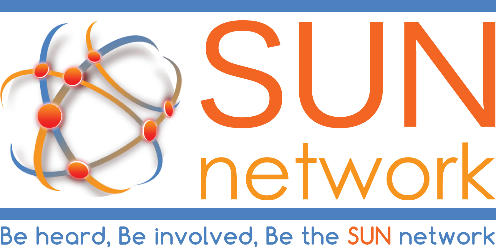 SUN
network
Be heard, Be involved, Be the SUN network